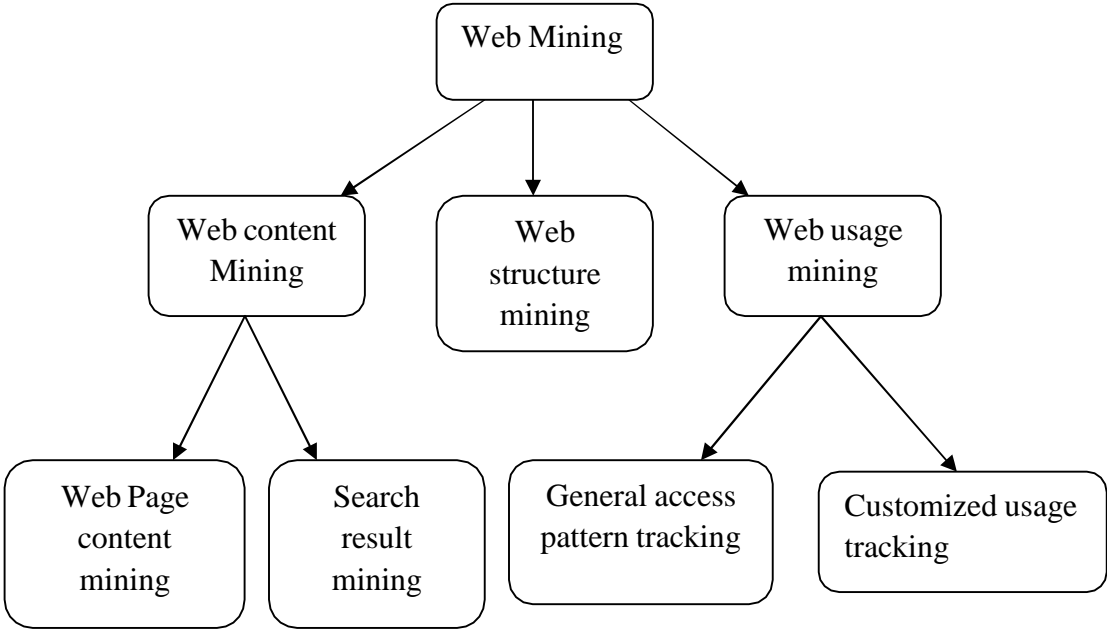 Web Mining
Web content
Mining
Web
structure
mining
Web usage
mining
Web Page
content
mining
Search
result
mining
General access
pattern tracking
Customized usage
tracking